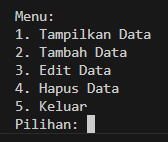 Menu:
1. Tampilkan Data
2. Tambah Data
3. Edit Data
4. Hapus Data
5. Keluar
Pilihan: